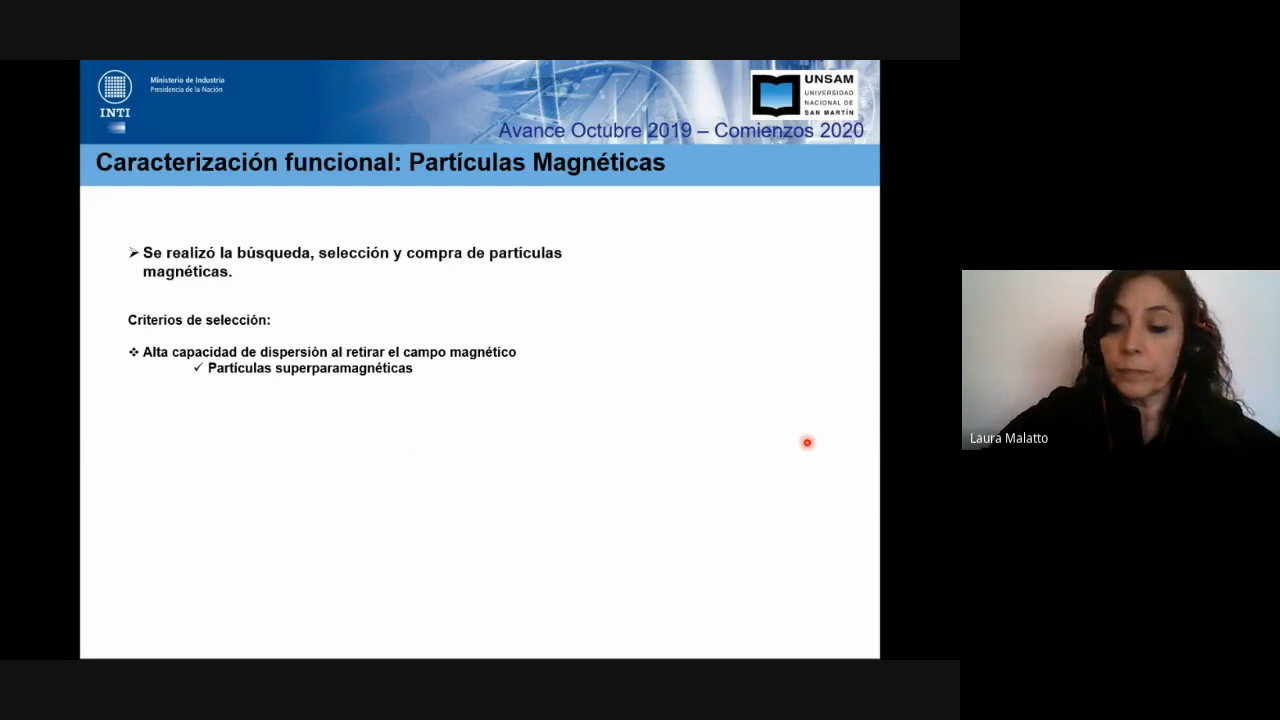 Ministerio de Industria
Presidencia de la Nación
INTI
UNSAM
UNIVERSIDAD
NACIONAL DE
SAN MARTÍN
Avance Octubre 2019 – Comienzos 2020
Caracterización funcional: Partículas Magnéticas
➢ Se realizó la búsqueda, selección y compra de partículas
magnéticas.
Criterios de selección:
❖ Alta capacidad de dispersión al retirar el campo magnético
✓ Partículas superparamagnéticas
Laura Malatto